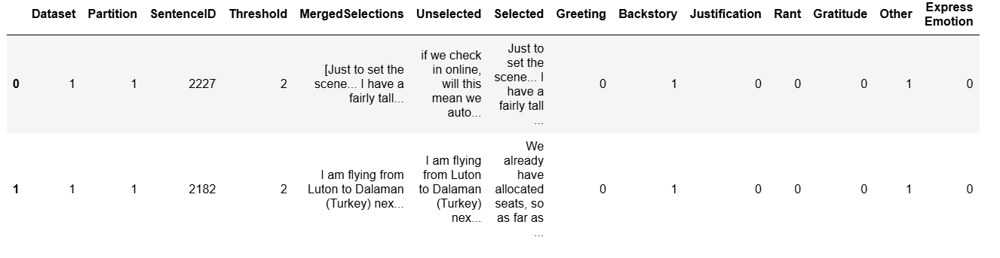 Dataset Partition SentenceID Threshold MergedSelections Unselected Selected Greeting Backstory Justification Rant Gratitude Other Express Emotion
0 1 1 2227 2 [Just to set the scene... I have a fairly tall... if we check in online, will this mean we auto... Just to set the scene... I have a fairly tall ... 0 1 0 0 0 1 0
1 1 1 2182 2 I am flying from Luton to Dalaman (Turkey) nex... I am flying from Luton to Dalaman (Turkey) nex... We already have allocated seats, so as far as ... 0 1 0 0 0 1 0